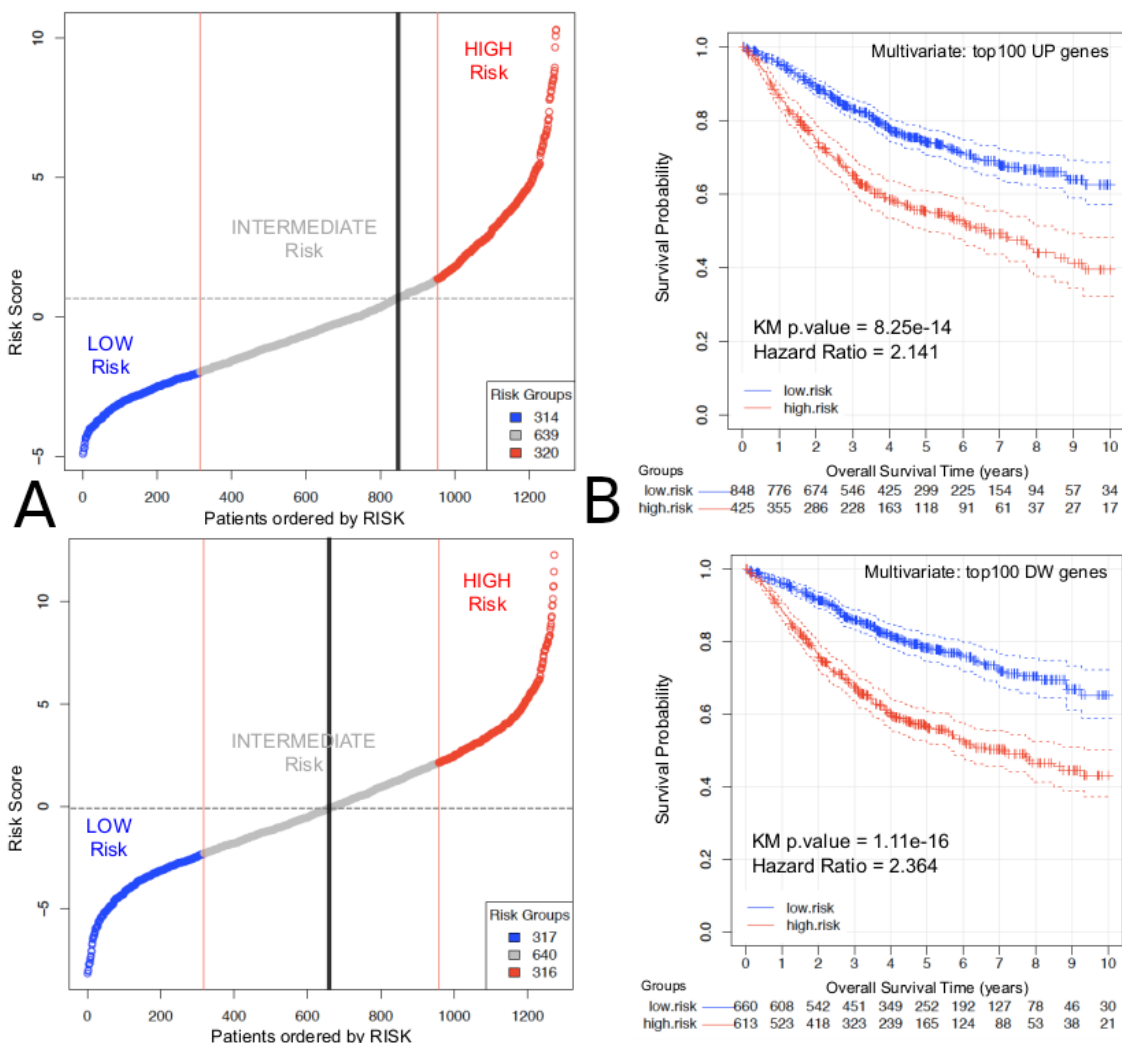 10
5
0
−5
Risk Score
HIGH
Risk
INTERMEDIATE
Risk
LOW
Risk
Risk Groups
314
639
320
0 200 400 600 800 1000 1200
Patients ordered by RISK
A
1.0
0.8
0.6
0.4
0.2
0.0
Survival Probability
Multivariate: top100 UP genes
KM p.value = 8.25e-14
Hazard Ratio = 2.141
low.risk
high.risk
0 1 2 3 4 5 6 7 8 9 10
Groups Overall Survival Time (years)
low.risk 848 776 674 546 425 299 225 154 94 57 34
high.risk 425 355 286 228 163 118 91 61 37 27 17
B
10
5
0
−5
Risk Score
HIGH
Risk
INTERMEDIATE
Risk
LOW
Risk
Risk Groups
317
640
316
0 200 400 600 800 1000 1200
Patients ordered by RISK
1.0
0.8
0.6
0.4
0.2
0.0
Survival Probability
Multivariate: top100 DW genes
KM p.value = 1.11e-16
Hazard Ratio = 2.364
low.risk
high.risk
0 1 2 3 4 5 6 7 8 9 10
Groups Overall Survival Time (years)
low.risk 660 608 542 451 349 252 192 127 78 46 30
high.risk 613 523 418 323 239 165 124 88 53 38 21